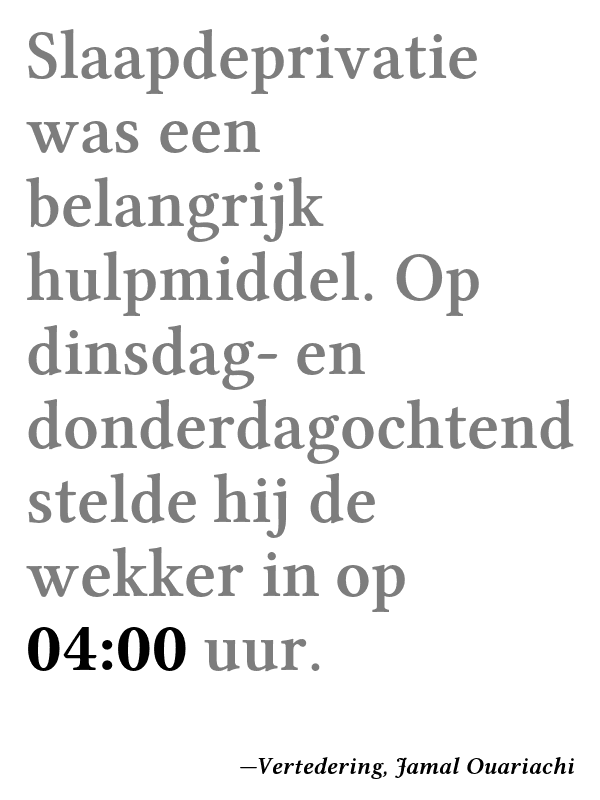 Slaapdeprivatie
was een
belangrijk
hulpmiddel. Op
dinsdag- en
donderdagochtend
stelde hij de
wekker in op
04:00 uur.
—Vertedering, Jamal Ouariachi